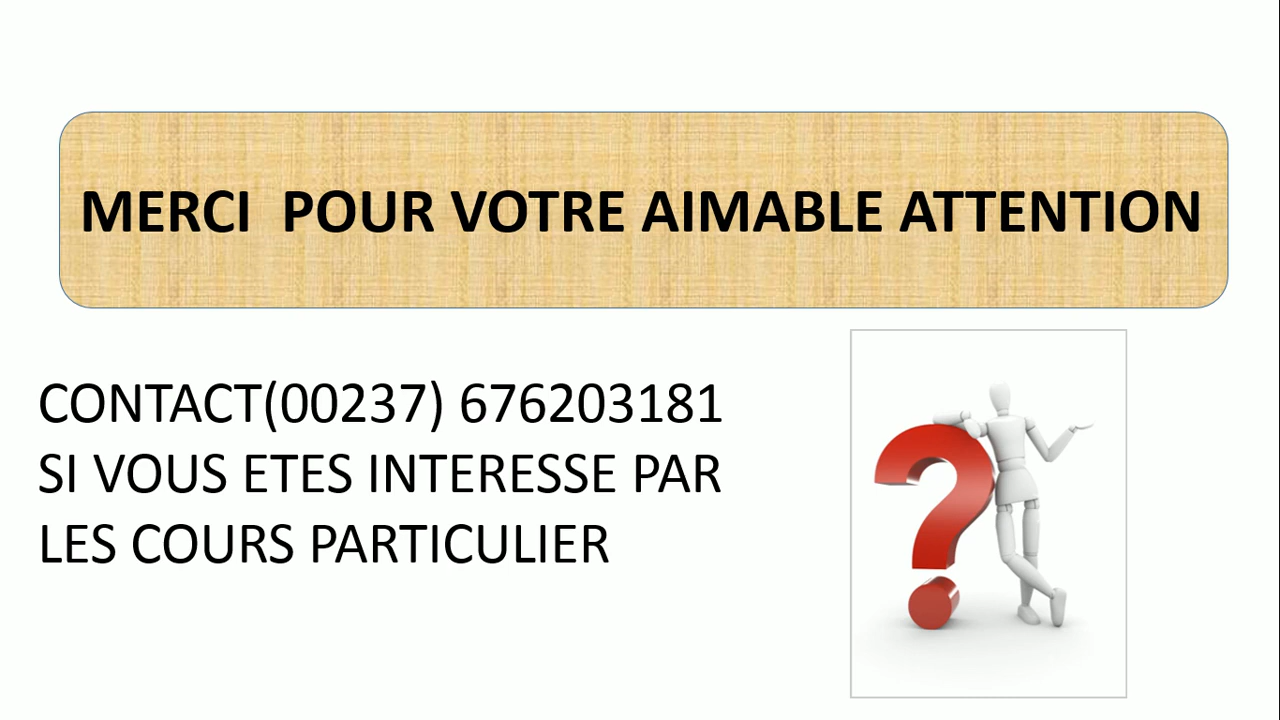 MERCI  POUR VOTRE AIMABLE ATTENTION
CONTACT(00237) 676203181
SI VOUS ETES INTERESSE PAR
LES COURS PARTICULIER